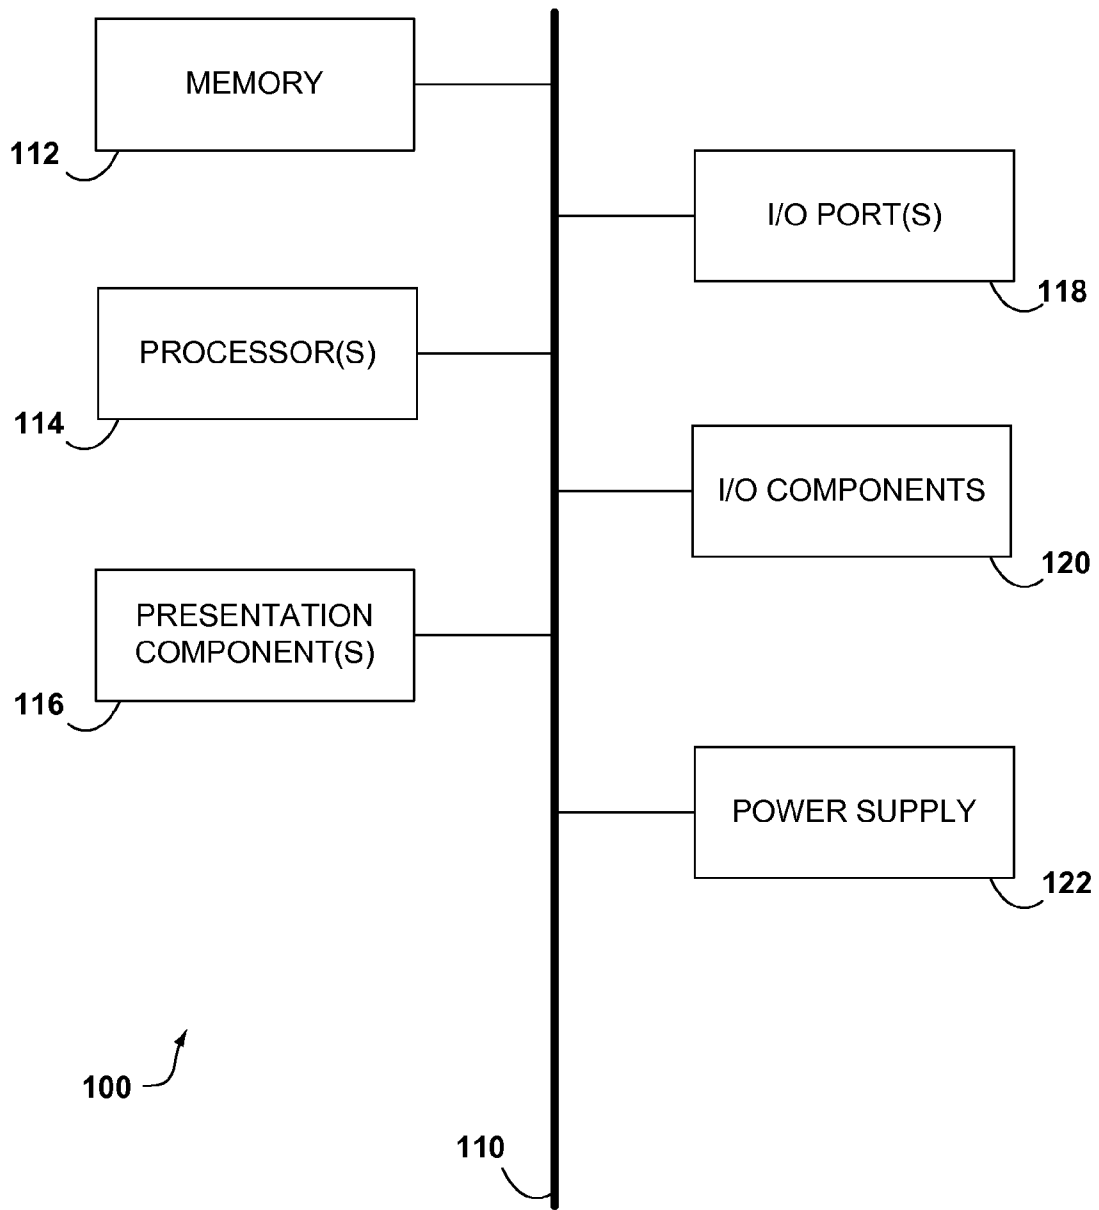 MEMORY
112
I/O PORT(S)
118
PROCESSOR(S)
114
I/O COMPONENTS
120
PRESENTATION
COMPONENT(S)
116
POWER SUPPLY
122
100
110